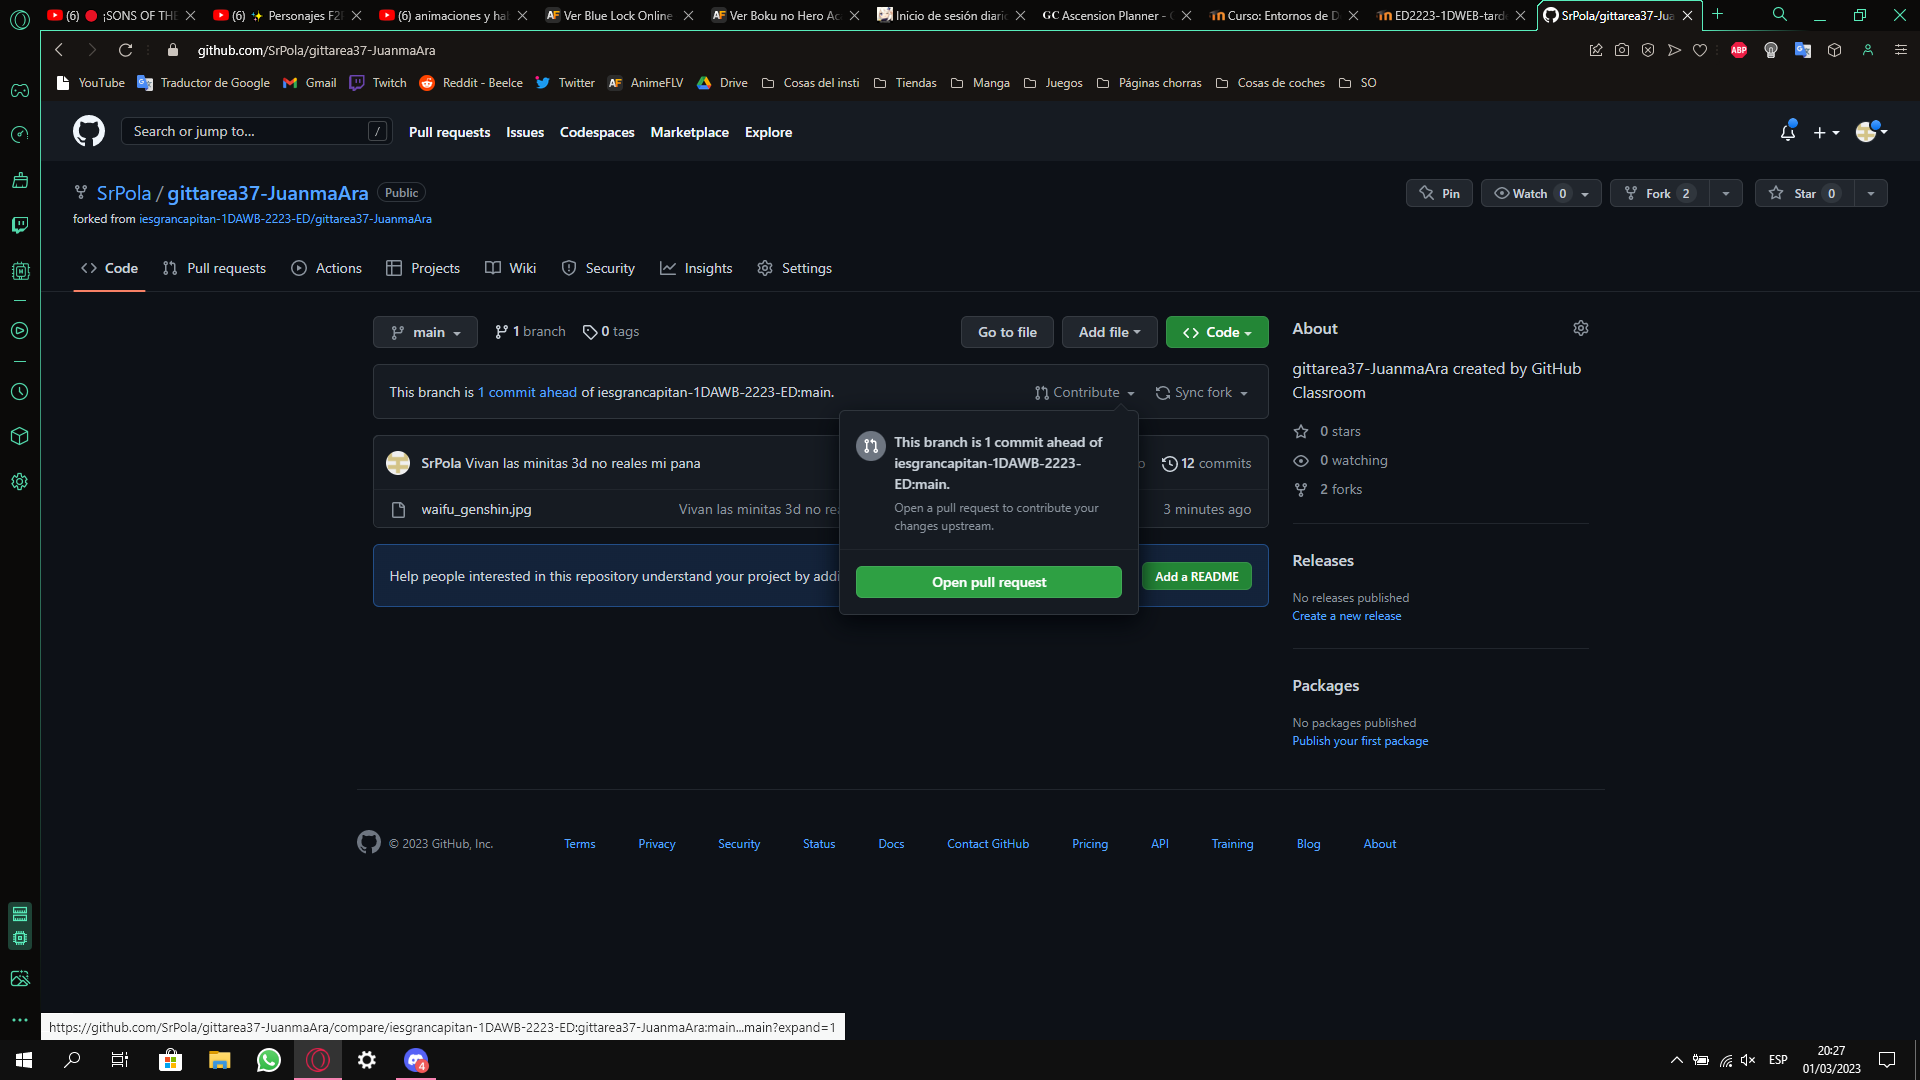 (6) 🔴 ¡SONS OF THE
(6) ✨ Personajes F2P
(6) animaciones y hab
AF Ver Blue Lock Online
AF Ver Boku no Hero Ac
Inicio de sesión diario
GC Ascension Planner - G
Curso: Entornos de D
ED2223-1DWEB-tarde
SrPola/gittarea37-Jua
github.com/SrPola/gittarea37-JuanmaAra
ABP
YouTube
Traductor de Google
Gmail
Twitch
Reddit - Beelce
Twitter
AF AnimeFLV
Drive
Cosas del insti
Tiendas
Manga
Juegos
Páginas chorras
Cosas de coches
SO
Search or jump to... /
Pull requests
Issues
Codespaces
Marketplace
Explore
SrPola / gittarea37-JuanmaAra Public
forked from iesgrancapitan-1DAWB-2223-ED/gittarea37-JuanmaAra
Pin
Watch 0
Fork 2
Star 0
Code
Pull requests
Actions
Projects
Wiki
Security
Insights
Settings
main
1 branch
0 tags
Go to file
Add file
Code
This branch is 1 commit ahead of iesgrancapitan-1DAWB-2223-ED:main.
Contribute
Sync fork
This branch is 1 commit ahead of
iesgrancapitan-1DAWB-2223-
ED:main.
Open a pull request to contribute your
changes upstream.
Open pull request
SrPola Vivan las minitas 3d no reales mi pana
o
12 commits
waifu_genshin.jpg
Vivan las minitas 3d no rea
3 minutes ago
Help people interested in this repository understand your project by addi
Add a README
About
gittarea37-JuanmaAra created by GitHub
Classroom
0 stars
0 watching
2 forks
Releases
No releases published
Create a new release
Packages
No packages published
Publish your first package
© 2023 GitHub, Inc.
Terms
Privacy
Security
Status
Docs
Contact GitHub
Pricing
API
Training
Blog
About
https://github.com/SrPola/gittarea37-JuanmaAra/compare/iesgrancapitan-1DAWB-2223-ED:gittarea37-JuanmaAra:main...main?expand=1
4
ESP
20:27
01/03/2023